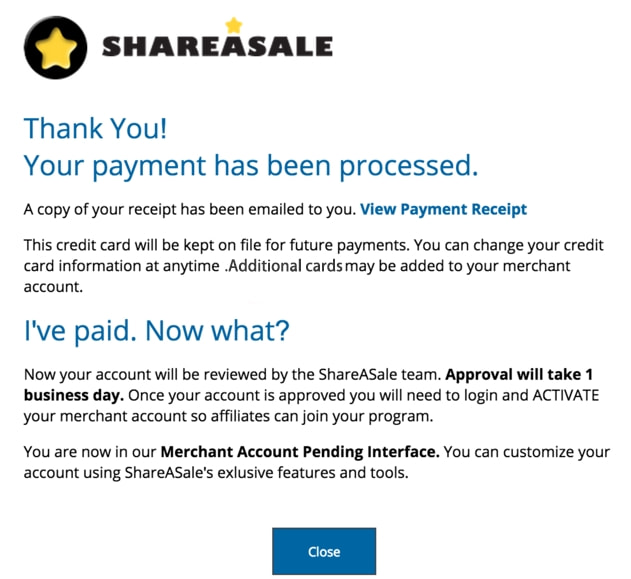 SHAREASALE
Thank You!
Your payment has been processed.
A copy of your receipt has been emailed to you. View Payment Receipt
This credit card will be kept on file for future payments. You can change your credit
card information at anytime .Additional cards may be added to your merchant
account.
I've paid. Now what?
Now your account will be reviewed by the ShareASale team. Approval will take 1
business day. Once your account is approved you will need to login and ACTIVATE
your merchant account so affiliates can join your program.
You are now in our Merchant Account Pending Interface. You can customize your
account using ShareASale's exlusive features and tools.
Close